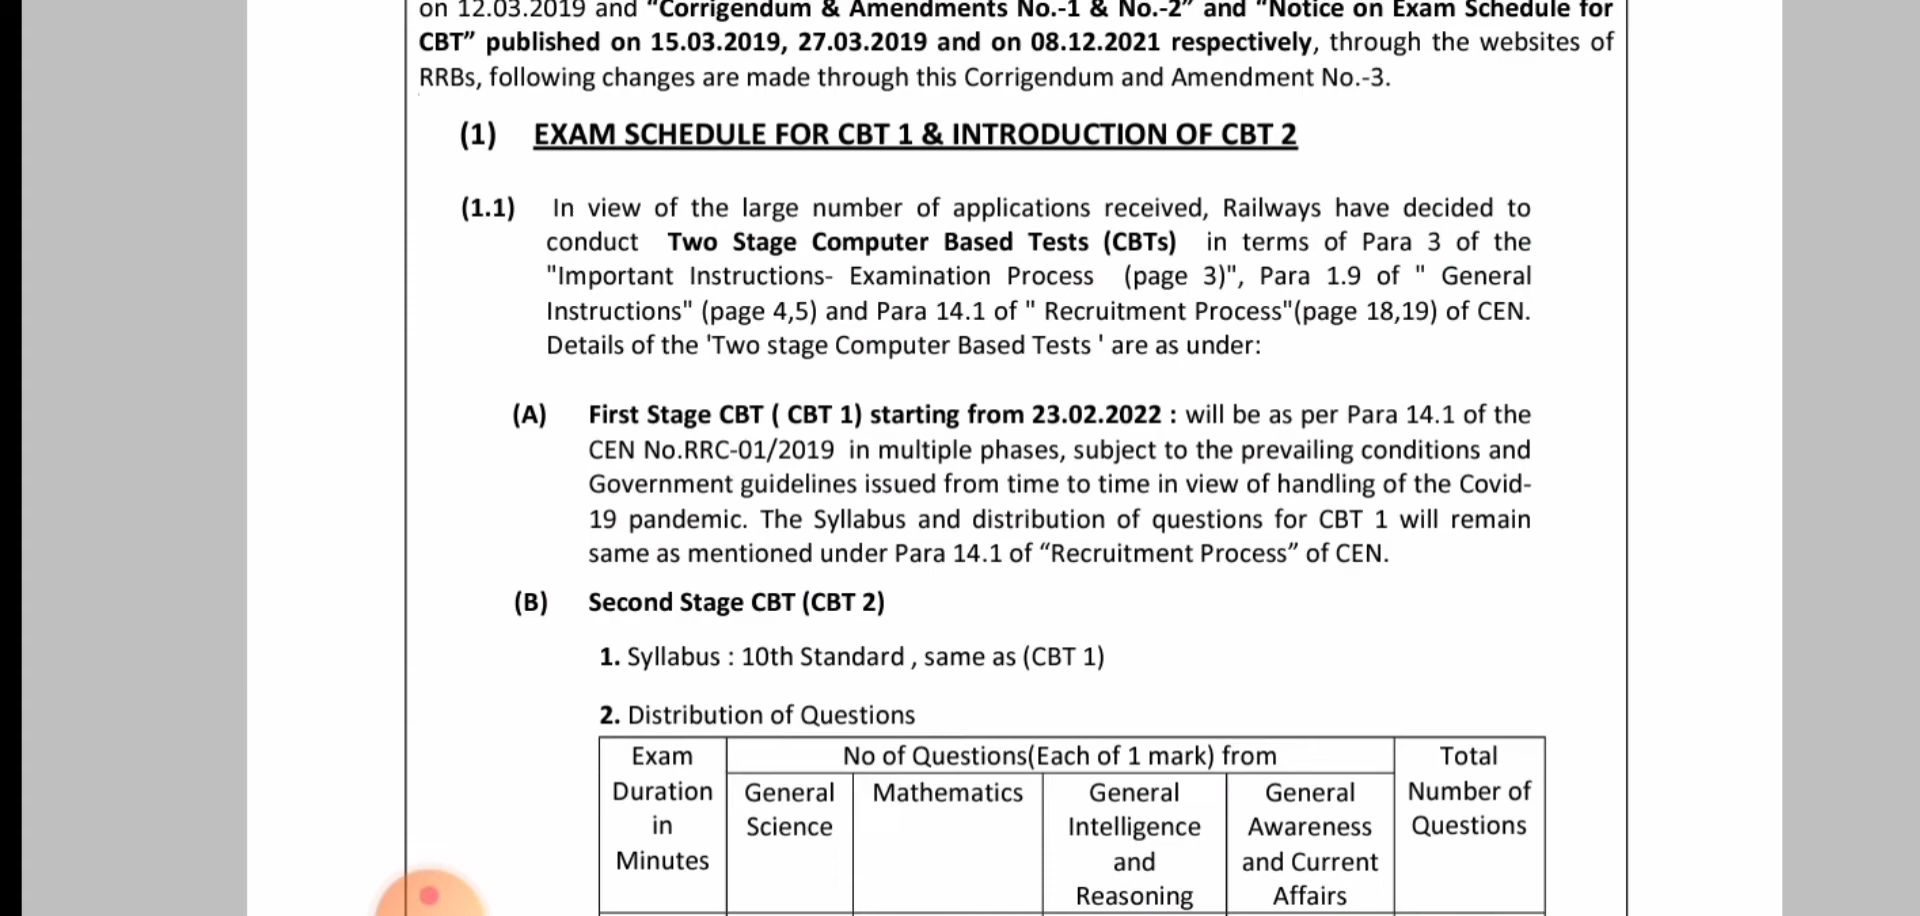 on 12.03.2019 and "Corrigendum & Amendments No.-1 & No.-2" and "Notice on Exam Schedule for
CBT" published on 15.03.2019, 27.03.2019 and on 08.12.2021 respectively, through the websites of
RRBs, following changes are made through this Corrigendum and Amendment No.-3.
(1) EXAM SCHEDULE FOR CBT 1 & INTRODUCTION OF CBT 2
(1.1) In view of the large number of applications received, Railways have decided to
conduct Two Stage Computer Based Tests (CBTs) in terms of Para 3 of the
"Important Instructions- Examination Process (page 3)", Para 1.9 of " General
Instructions" (page 4,5) and Para 14.1 of " Recruitment Process"(page 18,19) of CEN.
Details of the 'Two stage Computer Based Tests ' are as under:
(A) First Stage CBT ( CBT 1) starting from 23.02.2022 : will be as per Para 14.1 of the
CEN No.RRC-01/2019 in multiple phases, subject to the prevailing conditions and
Government guidelines issued from time to time in view of handling of the Covid-
19 pandemic. The Syllabus and distribution of questions for CBT 1 will remain
same as mentioned under Para 14.1 of “Recruitment Process” of CEN.
(B) Second Stage CBT (CBT 2)
1. Syllabus : 10th Standard , same as (CBT 1)
2. Distribution of Questions
Exam
Duration
in
Minutes
No of Questions(Each of 1 mark) from
General
Science
Mathematics
General
Intelligence
and
Reasoning
General
Awareness
and Current
Affairs
Total
Number of
Questions